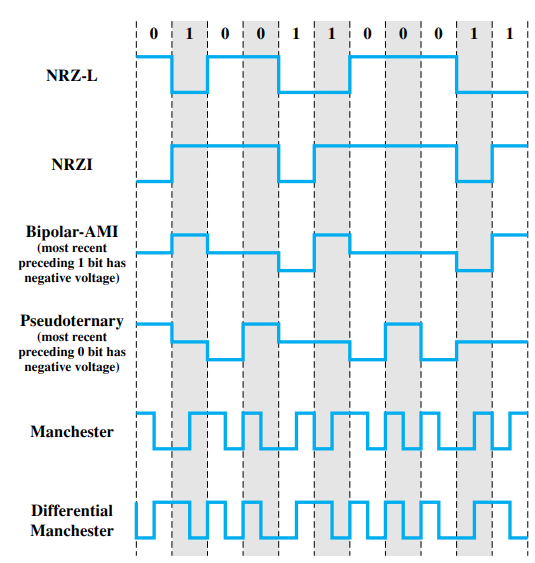 0 1 0 0 1 1 0 0 0 1 1
NRZ-L
NRZI
Bipolar-AMI
(most recent
preceding 1 bit has
negative voltage)
Pseudoternary
(most recent
preceding 0 bit has
negative voltage)
Manchester
Differential
Manchester